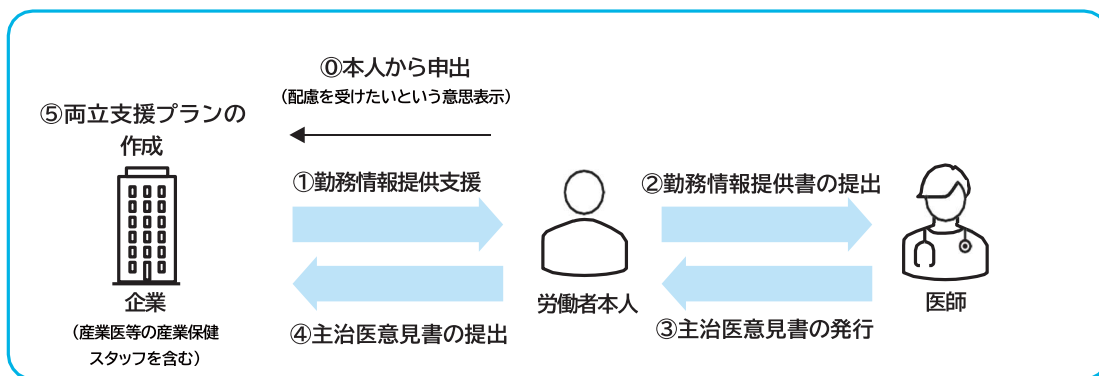 ⓪本人から申出
（配慮を受けたいという意思表示）
⑤両立支援プランの
作成
①勤務情報提供支援
②勤務情報提供書の提出
企業
（産業医等の産業保健
スタッフを含む）
労働者本人
医師
④主治医意見書の提出
③主治医意見書の発行